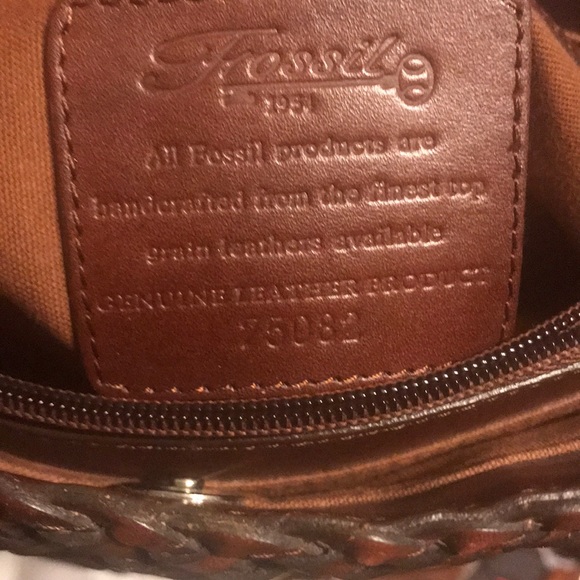 Fossil
1954
All Fossil products are
handcrafted from the finest top
grain leathers available
GENUINE LEATHER PRODUCT
75082